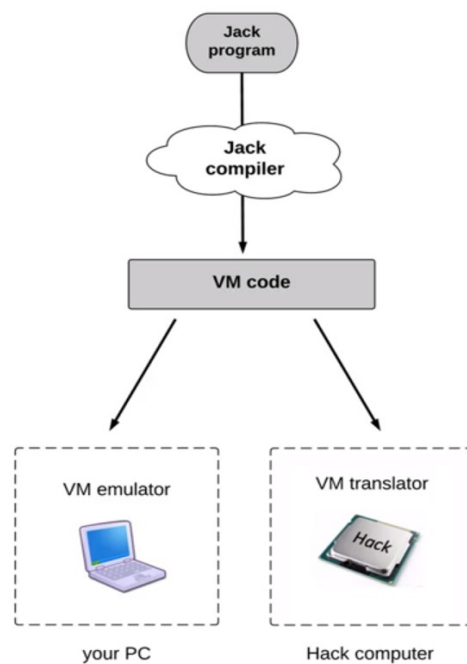 Jack
program
Jack
compiler
VM code
VM emulator
VM translator
Hack
your PC
Hack computer